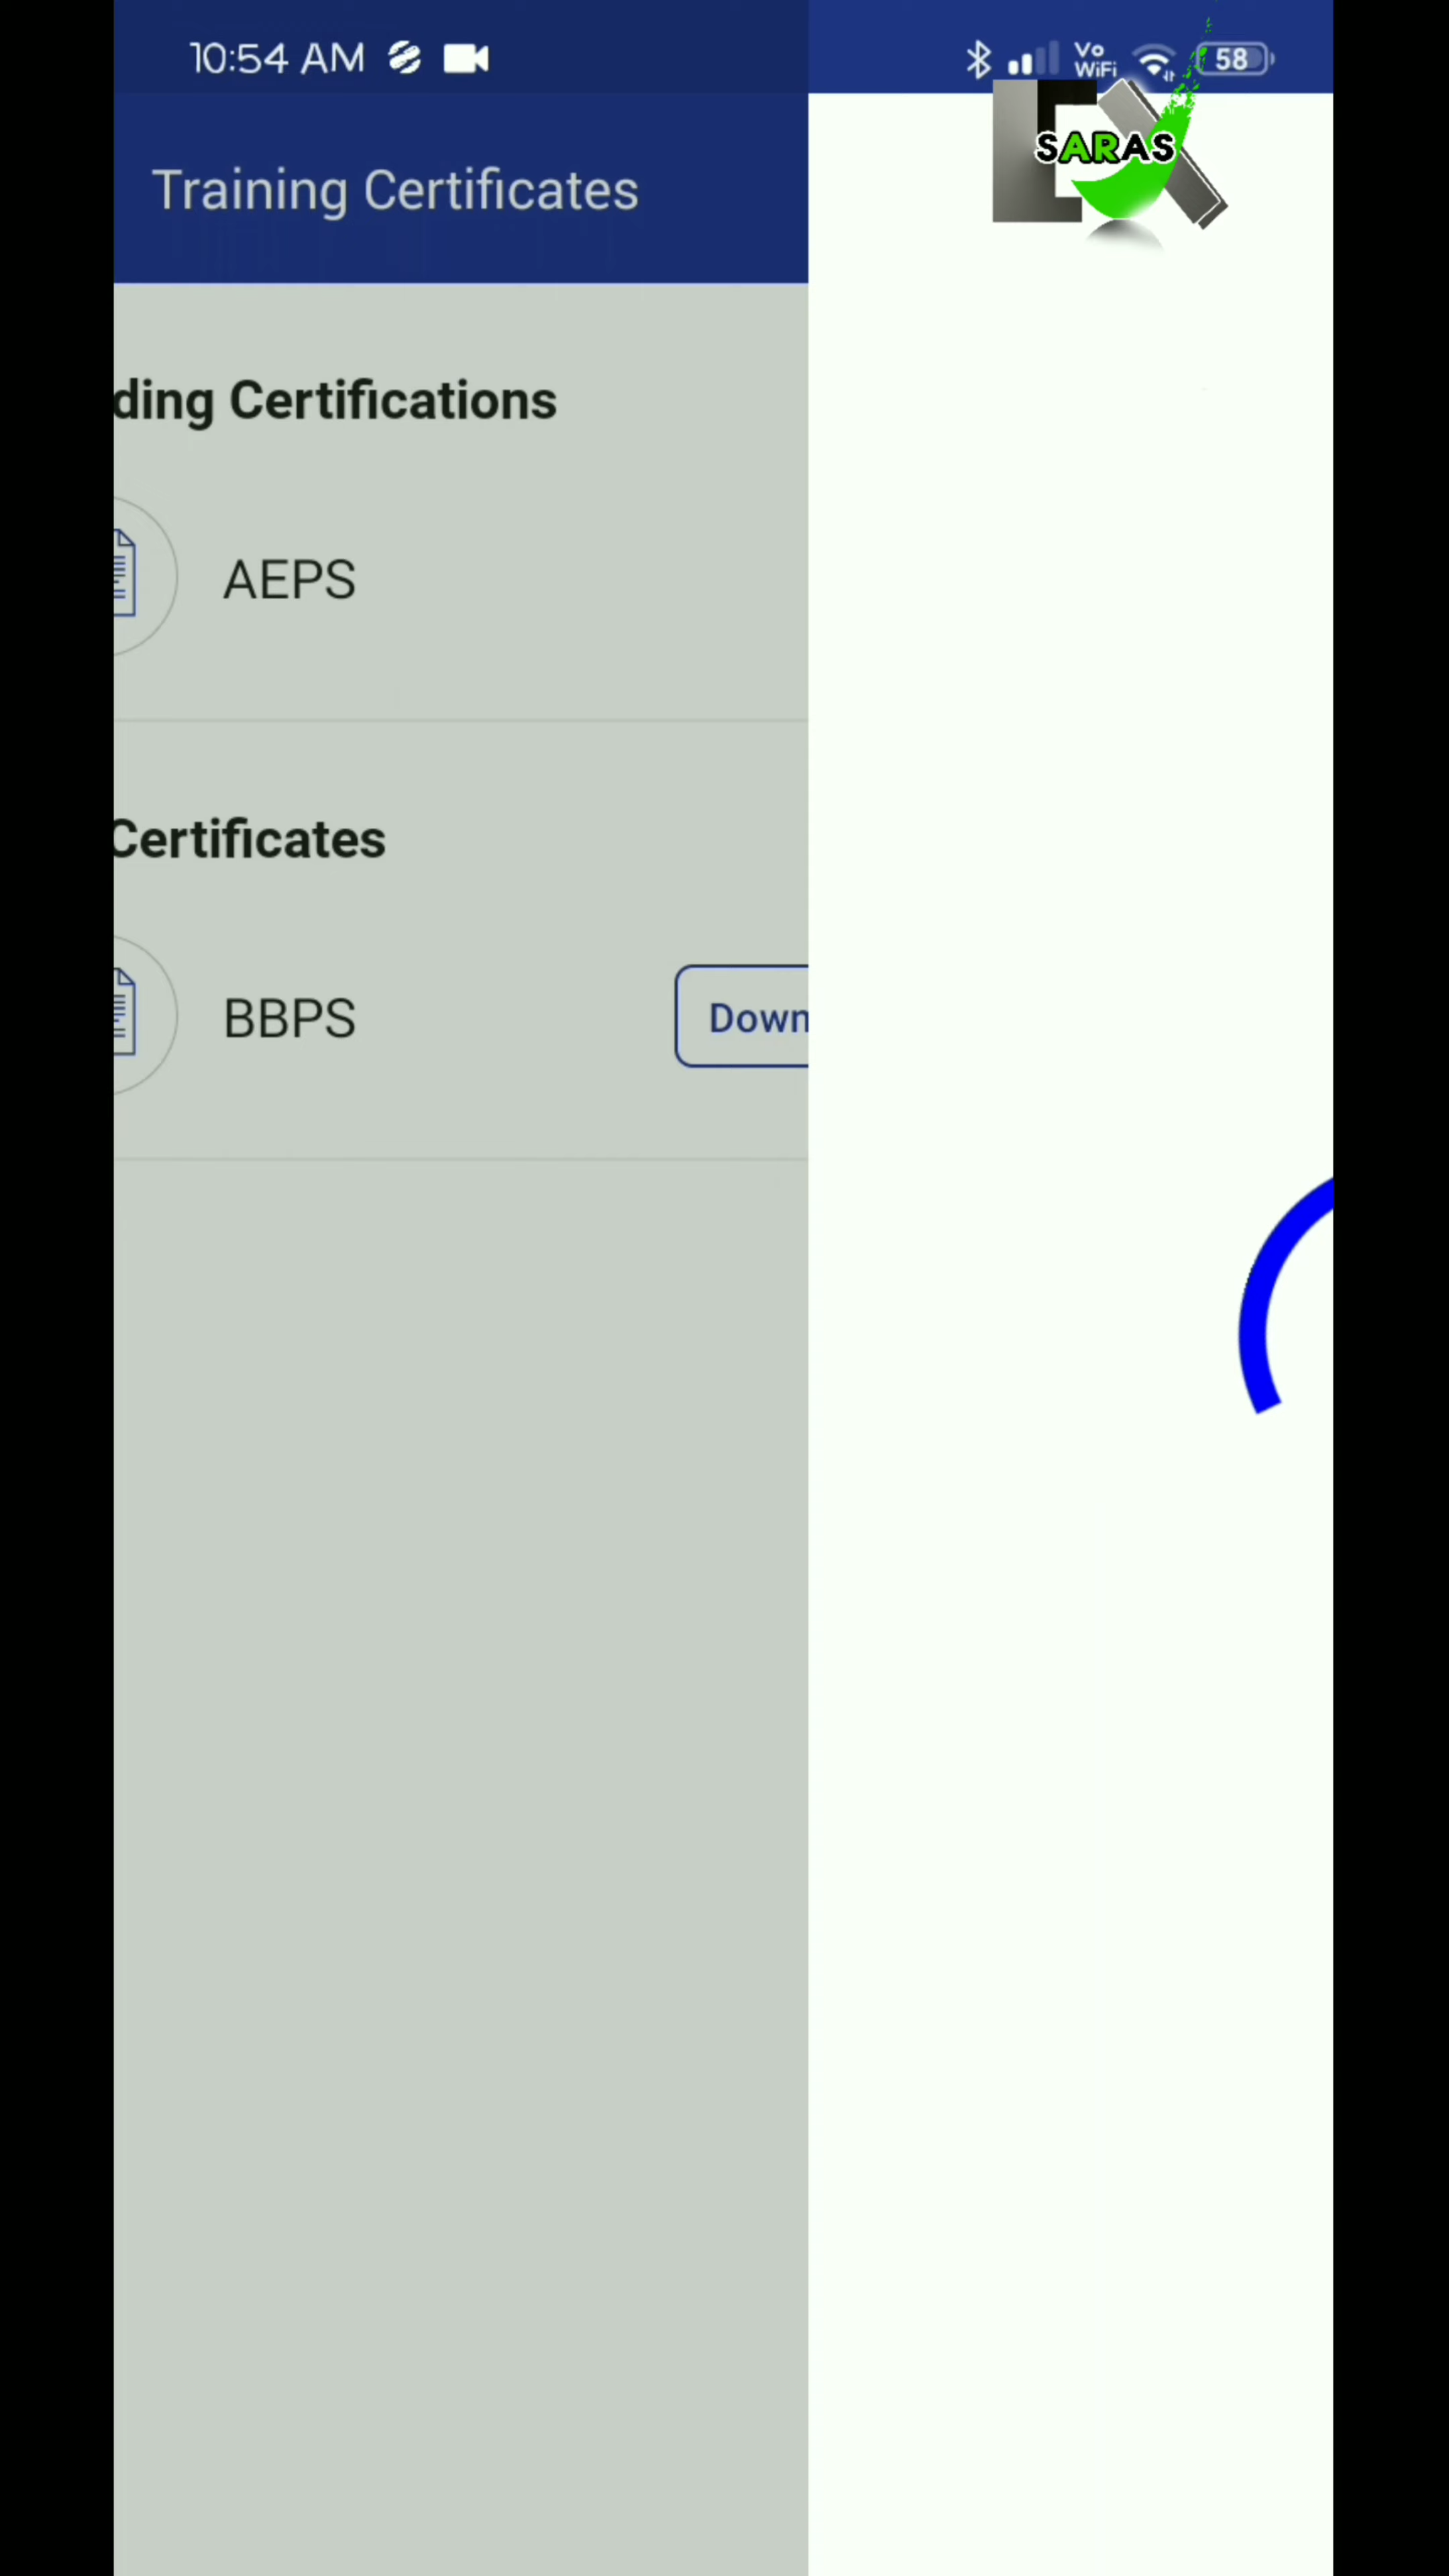 10:54 AM
Vo
WiFi
58
SARAS
Training Certificates
ding Certifications
AEPS
Certificates
BBPS
Down